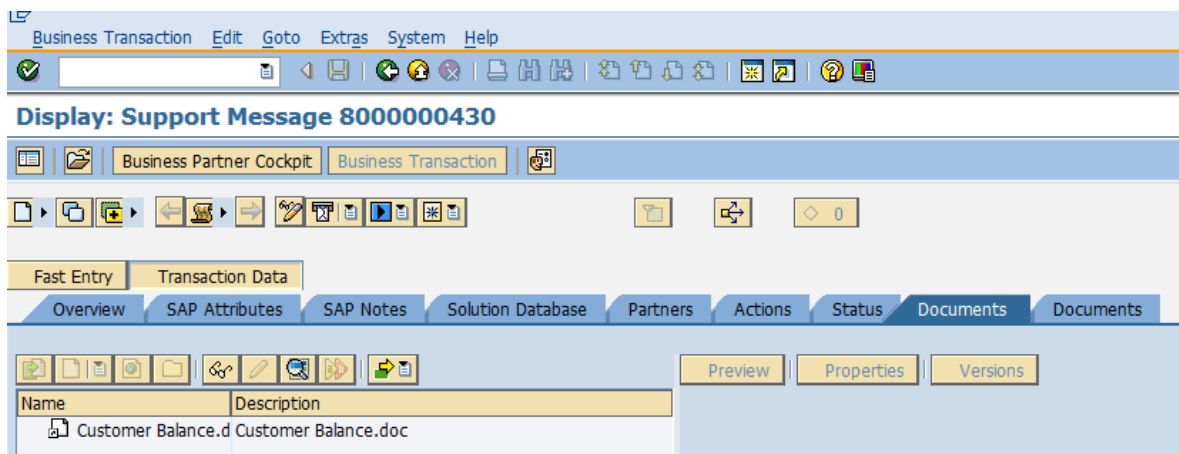 Business Transaction Edit Goto Extras System Help
Display: Support Message 8000000430
Business Partner Cockpit Business Transaction
0
Fast Entry Transaction Data
Overview SAP Attributes SAP Notes Solution Database Partners Actions Status Documents Documents
Preview Properties Versions
Name Description
Customer Balance.d Customer Balance.doc